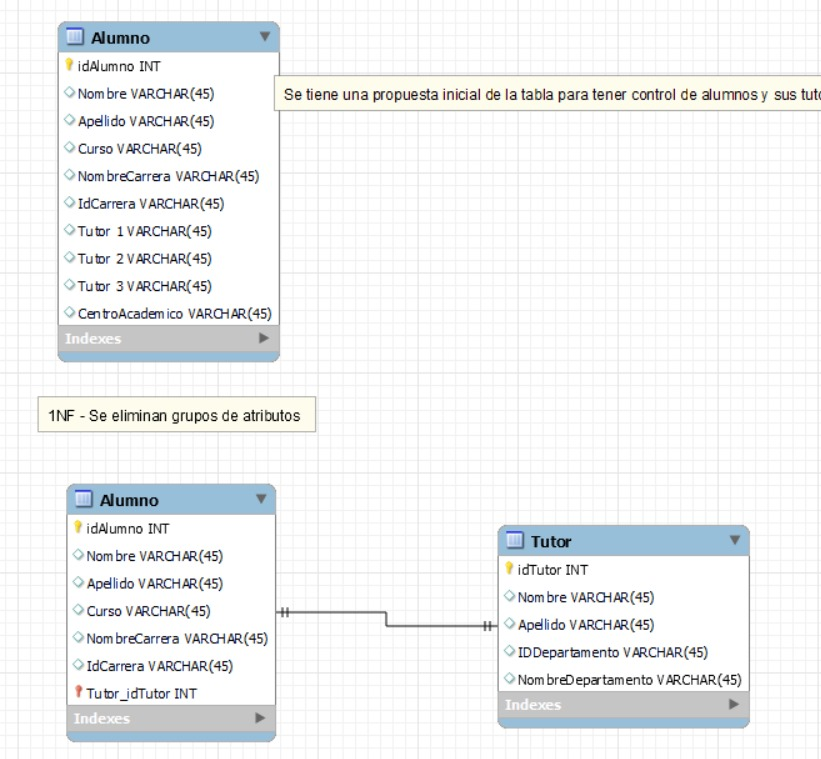 Alumno
idAlumno INT
Nombre VARCHAR(45)
Apellido VARCHAR(45)
Curso VARCHAR(45)
NombreCarrera VARCHAR(45)
IdCarrera VARCHAR(45)
Tutor 1 VARCHAR(45)
Tutor 2 VARCHAR(45)
Tutor 3 VARCHAR(45)
CentroAcademico VARCHAR(45)
Indexes
Se tiene una propuesta inicial de la tabla para tener control de alumnos y sus
1NF - Se eliminan grupos de atributos
Alumno
idAlumno INT
Nombre VARCHAR(45)
Apellido VARCHAR(45)
Curso VARCHAR(45)
NombreCarrera VARCHAR(45)
IdCarrera VARCHAR(45)
Tutor_idTutor INT
Indexes
Tutor
idTutor INT
Nombre VARCHAR(45)
Apellido VARCHAR(45)
IDDepartamento VARCHAR(45)
NombreDepartamento VARCHAR(45)
Indexes